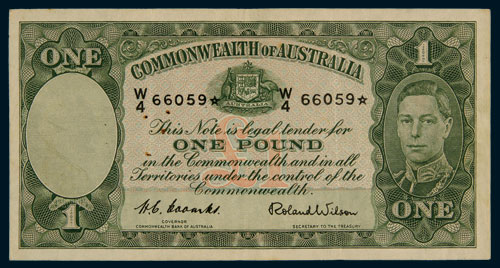 ONE
COMMONWEALTH OF AUSTRALIA
1
AUSTRALIA
W/4 66059☆ W/4 66059☆
This Note is legal tender for
ONE POUND
in the Commonwealth and in all
Territories under the control of the
Commonwealth.
H.C. Coombs
Roland Wilson
GOVERNOR
COMMONWEALTH BANK OF AUSTRALIA
SECRETARY TO THE TREASURY
1
ONE